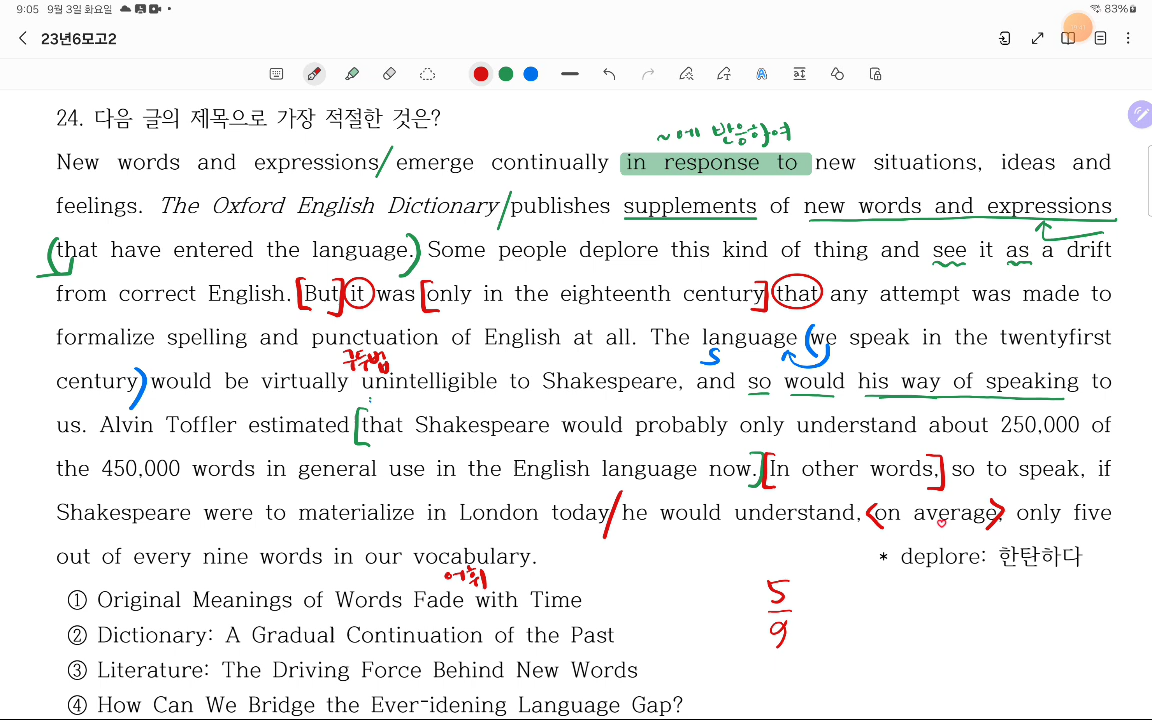 9:05 9월 3일 화요일
83%
23년6모고2
24. 다음 글의 제목으로 가장 적절한 것은?
~에 반응하여
New words and expressions/emerge continually in response to new situations, ideas and
feelings. The Oxford English Dictionary/publishes supplements of new words and expressions
(that have entered the language.) Some people deplore this kind of thing and see it as a drift
from correct English. [But] it was [only in the eighteenth century] that any attempt was made to
formalize spelling and punctuation of English at all. The language (we speak in the twentyfirst
구두법
S
century) would be virtually unintelligible to Shakespeare, and so would his way of speaking to
us. Alvin Toffler estimated [that Shakespeare would probably only understand about 250,000 of
the 450,000 words in general use in the English language now.] [In other words,] so to speak, if
Shakespeare were to materialize in London today/he would understand, <on average,> only five
out of every nine words in our vocabulary.
* deplore: 한탄하다
어휘
① Original Meanings of Words Fade with Time
5
9
② Dictionary: A Gradual Continuation of the Past
③ Literature: The Driving Force Behind New Words
④ How Can We Bridge the Ever-idening Language Gap?